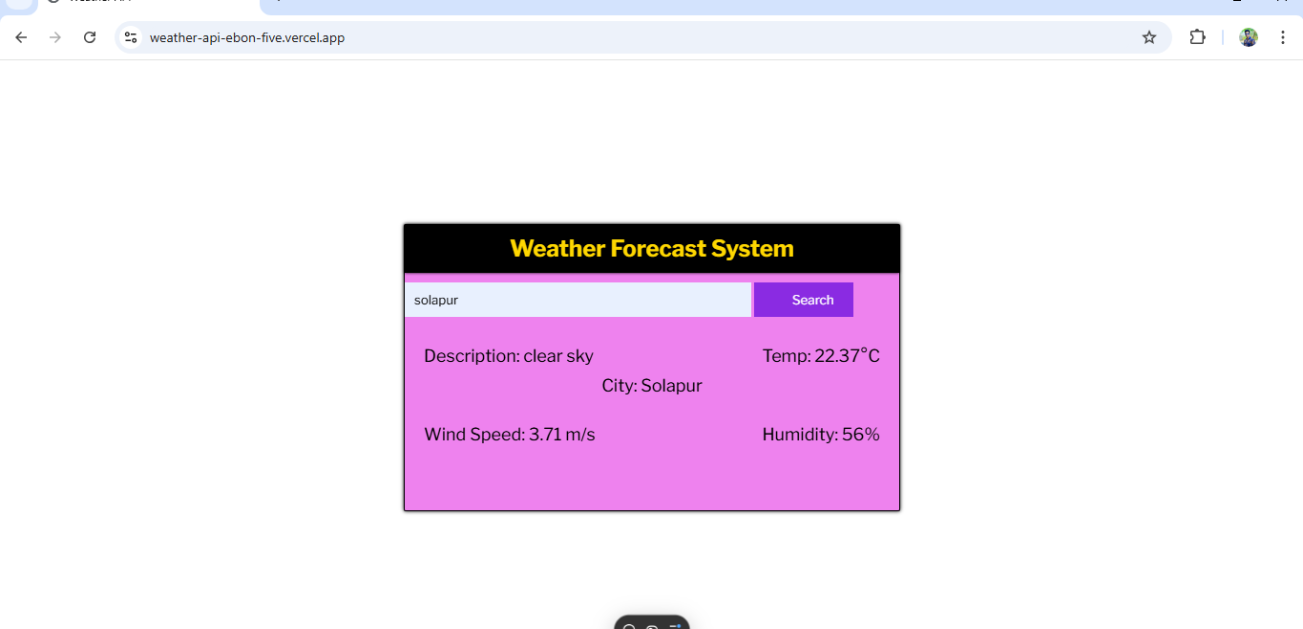 weather-api-ebon-five.vercel.app
Weather Forecast System
solapur Search
Description: clear sky Temp: 22.37°C
City: Solapur
Wind Speed: 3.71 m/s Humidity: 56%